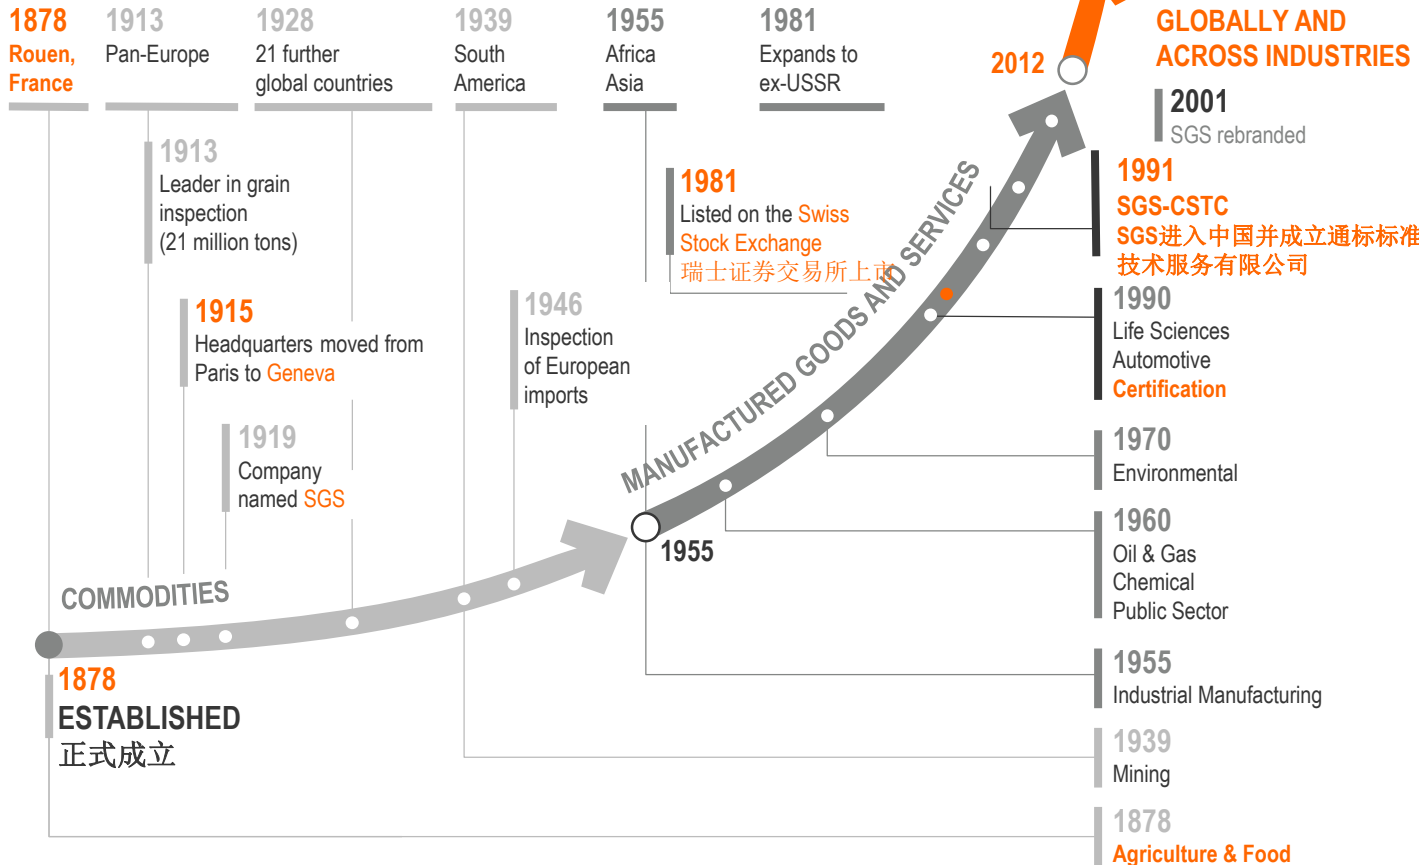 1878
Rouen,
France
1913
Pan-Europe
1928
21 further
global countries
1939
South
America
1955
Africa
Asia
1981
Expands to
ex-USSR
2012
GLOBALLY AND
ACROSS INDUSTRIES
2001
SGS rebranded
1913
Leader in grain
inspection
(21 million tons)
1981
Listed on the Swiss
Stock Exchange
瑞士证券交易所上市
1991
SGS-CSTC
SGS进入中国并成立通标标准
技术服务有限公司
1915
Headquarters moved from
Paris to Geneva
1946
Inspection
of European
imports
MANUFACTURED GOODS AND SERVICES
1990
Life Sciences
Automotive
Certification
1919
Company
named SGS
1970
Environmental
1955
1960
Oil & Gas
Chemical
Public Sector
COMMODITIES
1878
ESTABLISHED
正式成立
1955
Industrial Manufacturing
1939
Mining
1878
Agriculture & Food